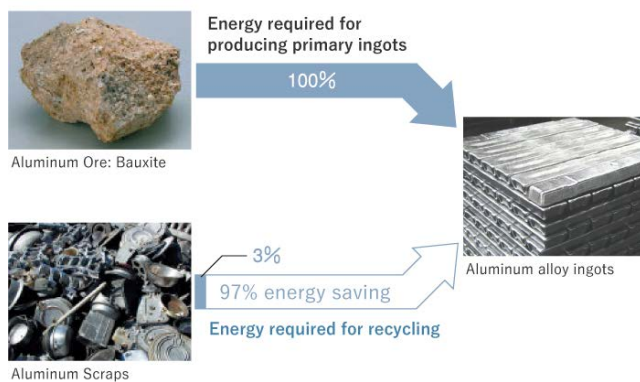 Energy required for
producing primary ingots
100%
Aluminum Ore: Bauxite
3%
97% energy saving
Aluminum alloy ingots
Energy required for recycling
Aluminum Scraps